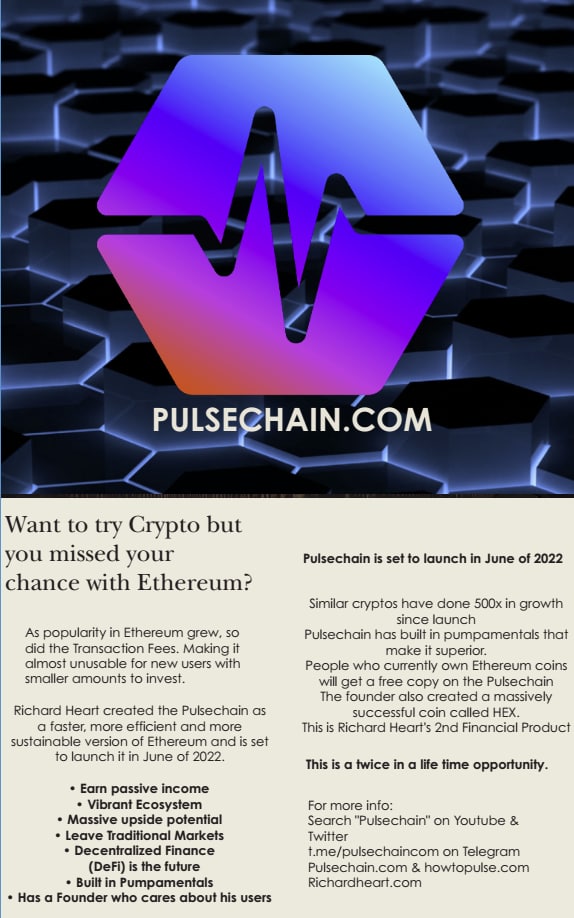 PULSECHAIN.COM
Want to try Crypto but
you missed your
chance with Ethereum?
As popularity in Ethereum grew, so
did the Transaction Fees. Making it
almost unusable for new users with
smaller amounts to invest.
Richard Heart created the Pulsechain as
a faster, more efficient and more
sustainable version of Ethereum and is set
to launch it in June of 2022.
• Earn passive income
• Vibrant Ecosystem
• Massive upside potential
• Leave Traditional Markets
• Decentralized Finance
(DeFi) is the future
• Built in Pumpamentals
• Has a Founder who cares about his users
Pulsechain is set to launch in June of 2022
Similar cryptos have done 500x in growth
since launch
Pulsechain has built in pumpamentals that
make it superior.
People who currently own Ethereum coins
will get a free copy on the Pulsechain
The founder also created a massively
successful coin called HEX.
This is Richard Heart's 2nd Financial Product
This is a twice in a life time opportunity.
For more info:
Search "Pulsechain" on Youtube &
Twitter
t.me/pulsechaincom on Telegram
Pulsechain.com & howtopulse.com
Richardheart.com